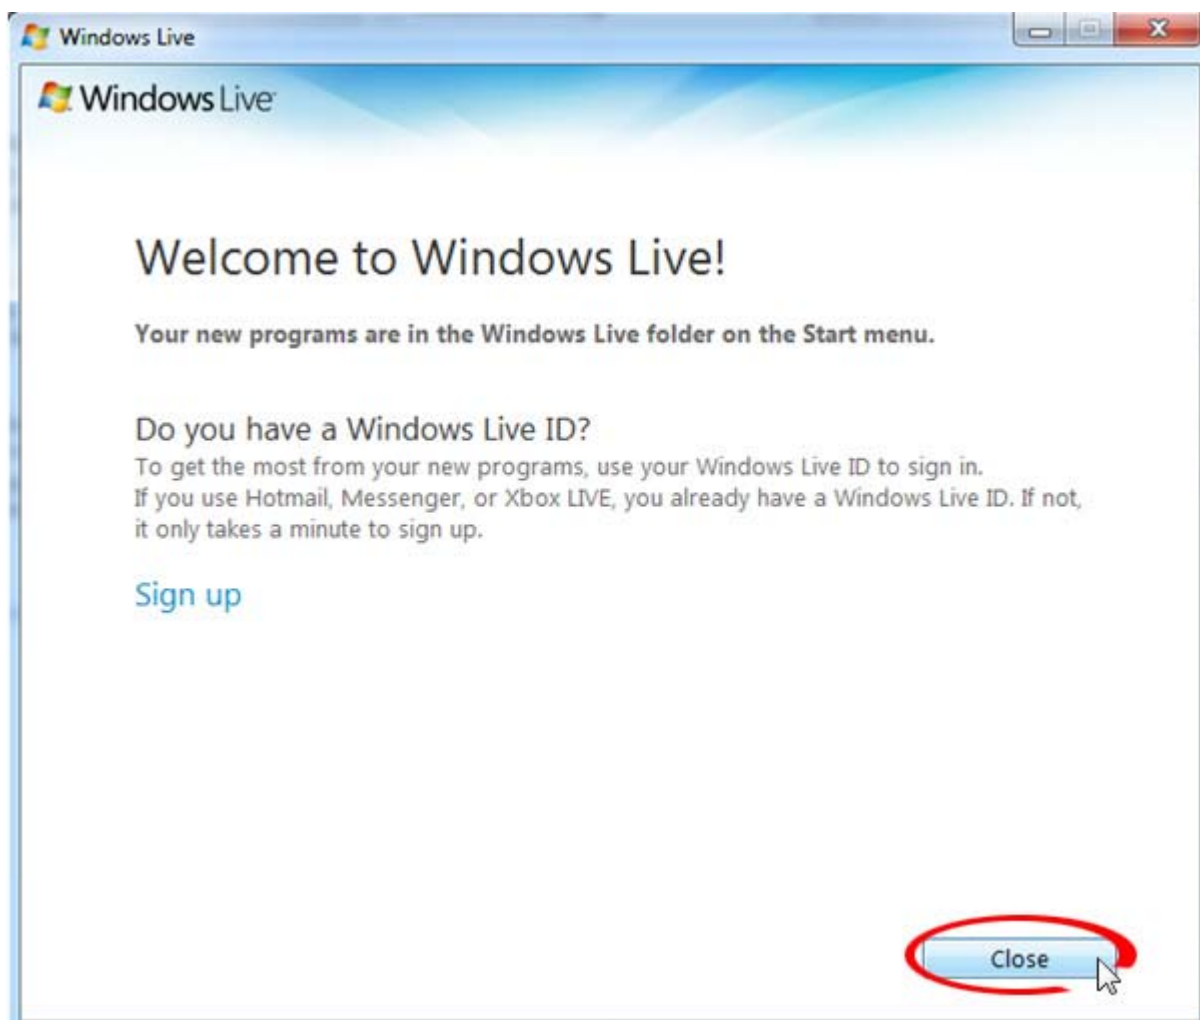 Windows Live
Windows Live
Welcome to Windows Live!
Your new programs are in the Windows Live folder on the Start menu.
Do you have a Windows Live ID?
To get the most from your new programs, use your Windows Live ID to sign in.
If you use Hotmail, Messenger, or Xbox LIVE, you already have a Windows Live ID. If not,
it only takes a minute to sign up.
Sign up
Close